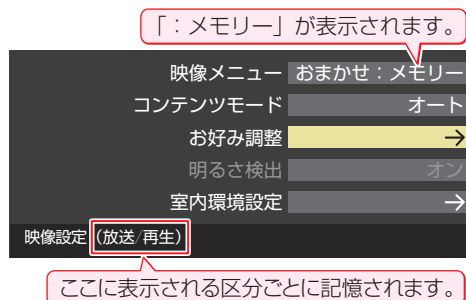 「：メモリー」が表示されます。
映像メニュー おまかせ：メモリー
コンテンツモード オート
お好み調整 →
明るさ検出 オン
室内環境設定 →
映像設定（放送/再生）
ここに表示される区分ごとに記憶されます。